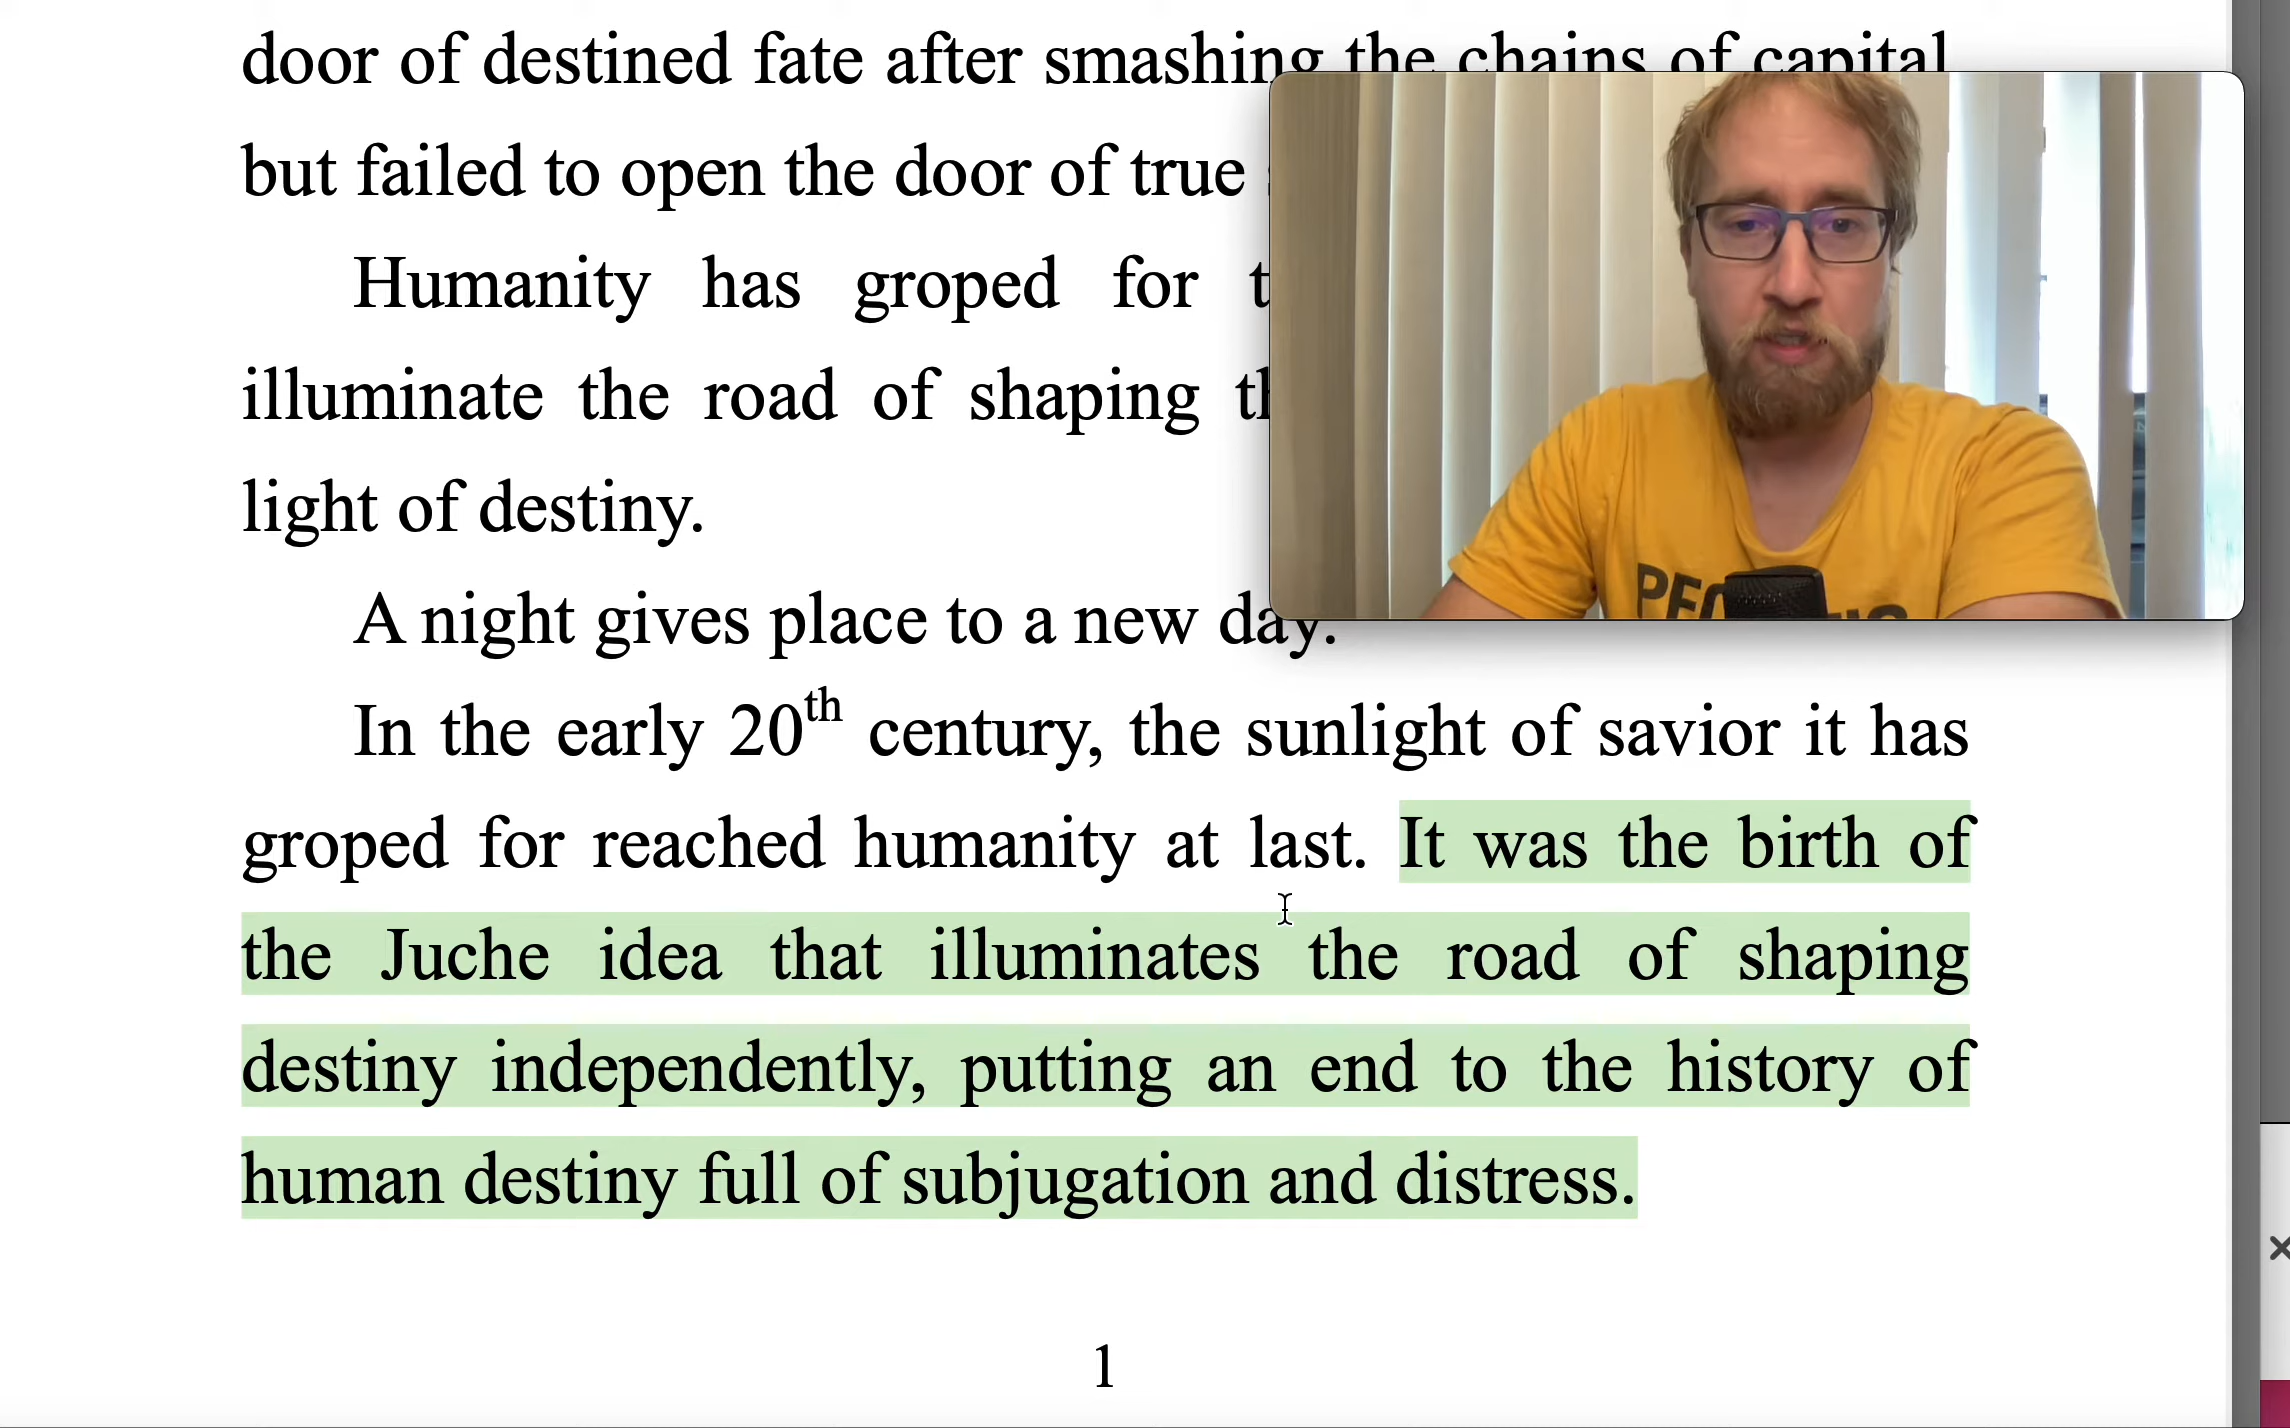 door of destined fate after smashing the chains of capital
but failed to open the door of true
Humanity has groped for
illuminate the road of shaping
light of destiny.
A night gives place to a new day.
In the early 20th century, the sunlight of savior it has
groped for reached humanity at last. It was the birth of
the Juche idea that illuminates the road of shaping
destiny independently, putting an end to the history of
human destiny full of subjugation and distress.
1